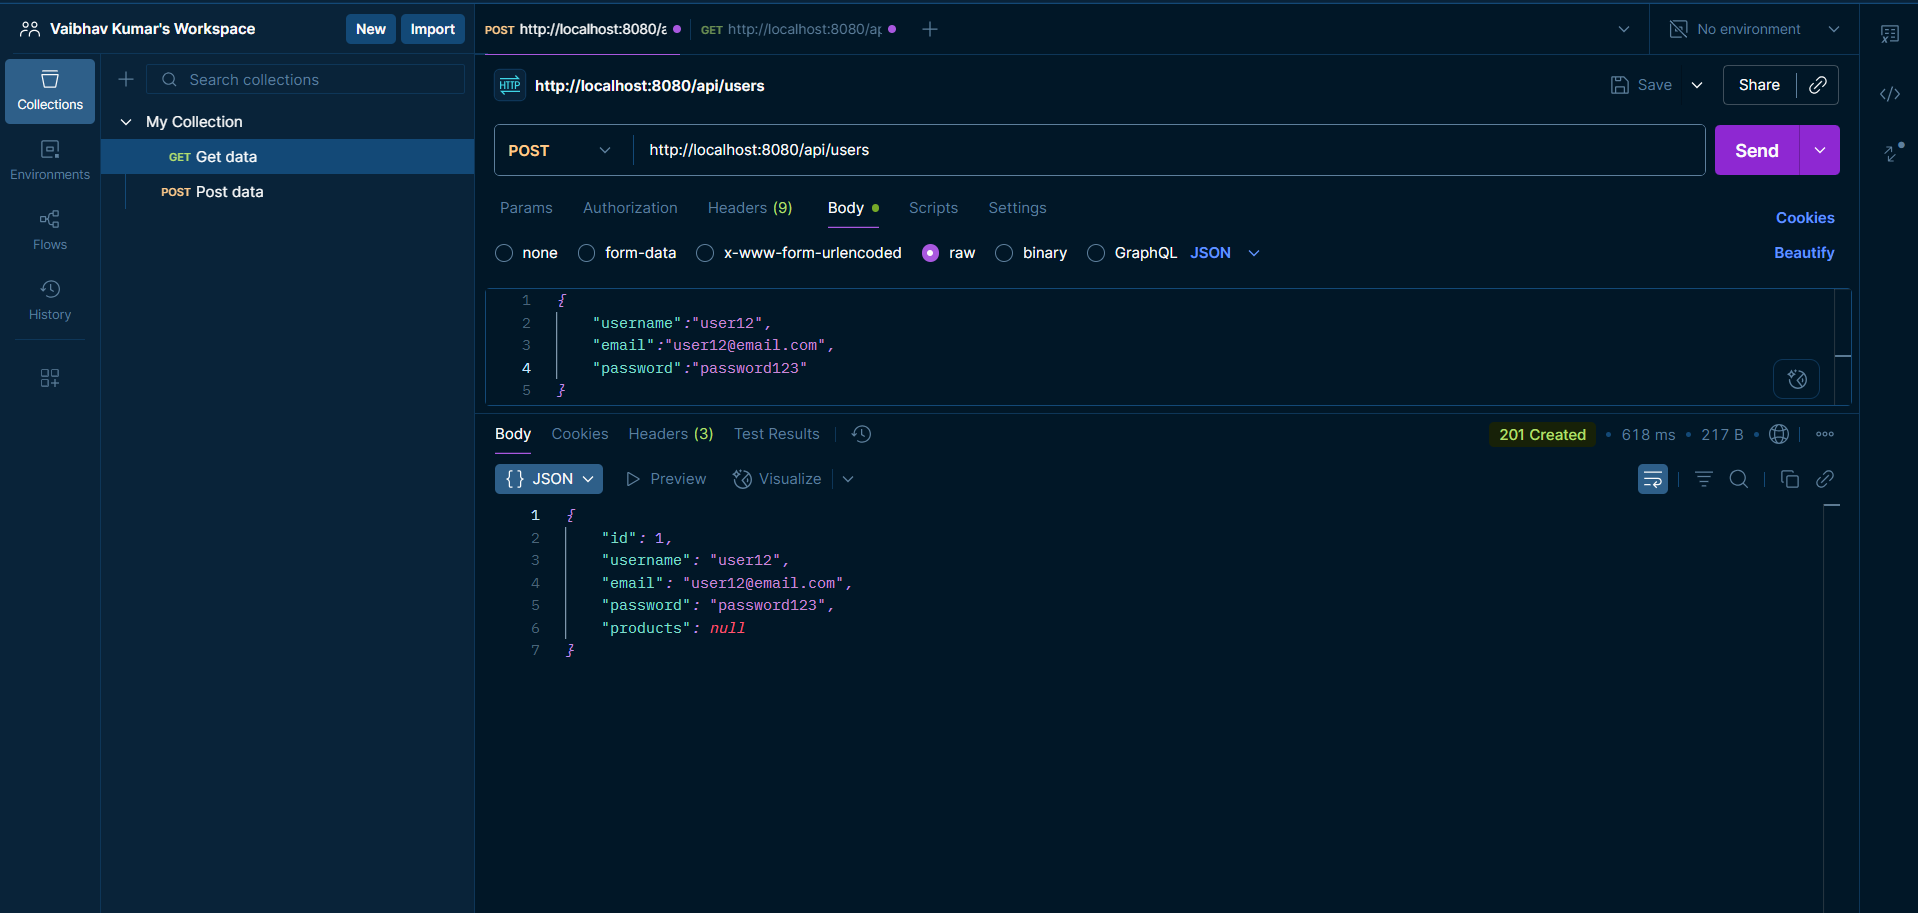 Vaibhav Kumar's Workspace
New
Import
POST http://localhost:8080/a
GET http://localhost:8080/ap
No environment
Collections
Environments
Flows
History
Search collections
My Collection
GET Get data
POST Post data
HTTP
http://localhost:8080/api/users
Save
Share
POST
http://localhost:8080/api/users
Send
Params
Authorization
Headers (9)
Body
Scripts
Settings
Cookies
none
form-data
x-www-form-urlencoded
raw
binary
GraphQL
JSON
Beautify
1 {
2 "username":"user12",
3 "email":"user12@email.com",
4 "password":"password123"
5 }
Body
Cookies
Headers (3)
Test Results
201 Created
618 ms
217 B
{} JSON
Preview
Visualize
1 {
2 "id": 1,
3 "username": "user12",
4 "email": "user12@email.com",
5 "password": "password123",
6 "products": null
7 }